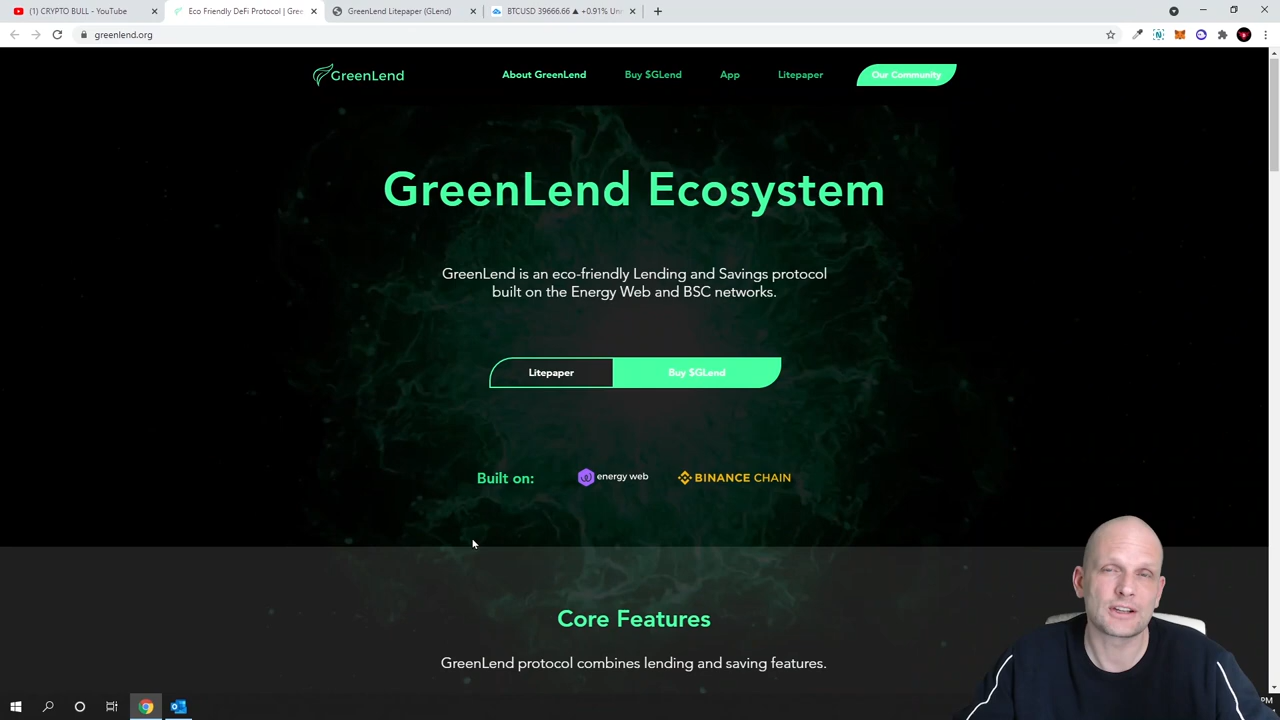 (1) CRYPTO BULL - YouTube
Eco Friendly DeFi Protocol | Gree
GreenLend Litepaper (GLend)
BTCUSD 39666.66 ▲ +0.91% Un
greenlend.org
GreenLend
About GreenLend
Buy $GLend
App
Litepaper
Our Community
GreenLend Ecosystem
GreenLend is an eco-friendly Lending and Savings protocol
built on the Energy Web and BSC networks.
Litepaper
Buy $GLend
Built on:
energy web
BINANCE CHAIN
Core Features
GreenLend protocol combines lending and saving features.
PM